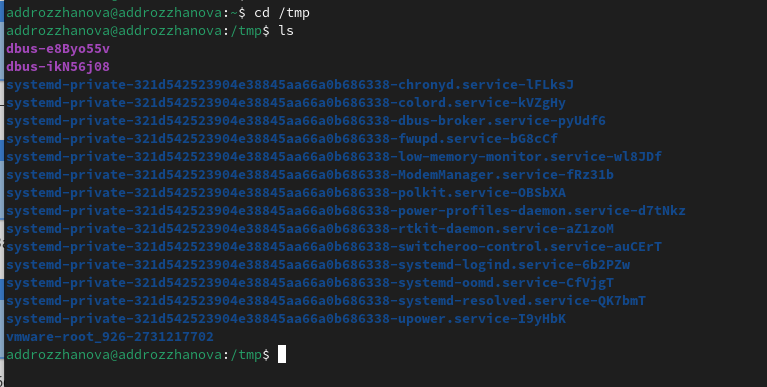 addrozzhanova@addrozzhanova:~$ cd /tmp
addrozzhanova@addrozzhanova:/tmp$ ls
dbus-e8Byo55v
dbus-ikN56j08
systemd-private-321d542523904e38845aa66a0b686338-chronyd.service-lFLksJ
systemd-private-321d542523904e38845aa66a0b686338-colord.service-kVZgHy
systemd-private-321d542523904e38845aa66a0b686338-dbus-broker.service-pyUdf6
systemd-private-321d542523904e38845aa66a0b686338-fwupd.service-bG8cCf
systemd-private-321d542523904e38845aa66a0b686338-low-memory-monitor.service-wl8JDf
systemd-private-321d542523904e38845aa66a0b686338-ModemManager.service-fRz31b
systemd-private-321d542523904e38845aa66a0b686338-polkit.service-OBSbXA
systemd-private-321d542523904e38845aa66a0b686338-power-profiles-daemon.service-d7tNkz
systemd-private-321d542523904e38845aa66a0b686338-rtkit-daemon.service-aZ1zoM
systemd-private-321d542523904e38845aa66a0b686338-switcheroo-control.service-auCErT
systemd-private-321d542523904e38845aa66a0b686338-systemd-logind.service-6b2PZw
systemd-private-321d542523904e38845aa66a0b686338-systemd-oomd.service-CfVjgT
systemd-private-321d542523904e38845aa66a0b686338-systemd-resolved.service-QK7bmT
systemd-private-321d542523904e38845aa66a0b686338-upower.service-I9yHbK
vmware-root_926-2731217702
addrozzhanova@addrozzhanova:/tmp$